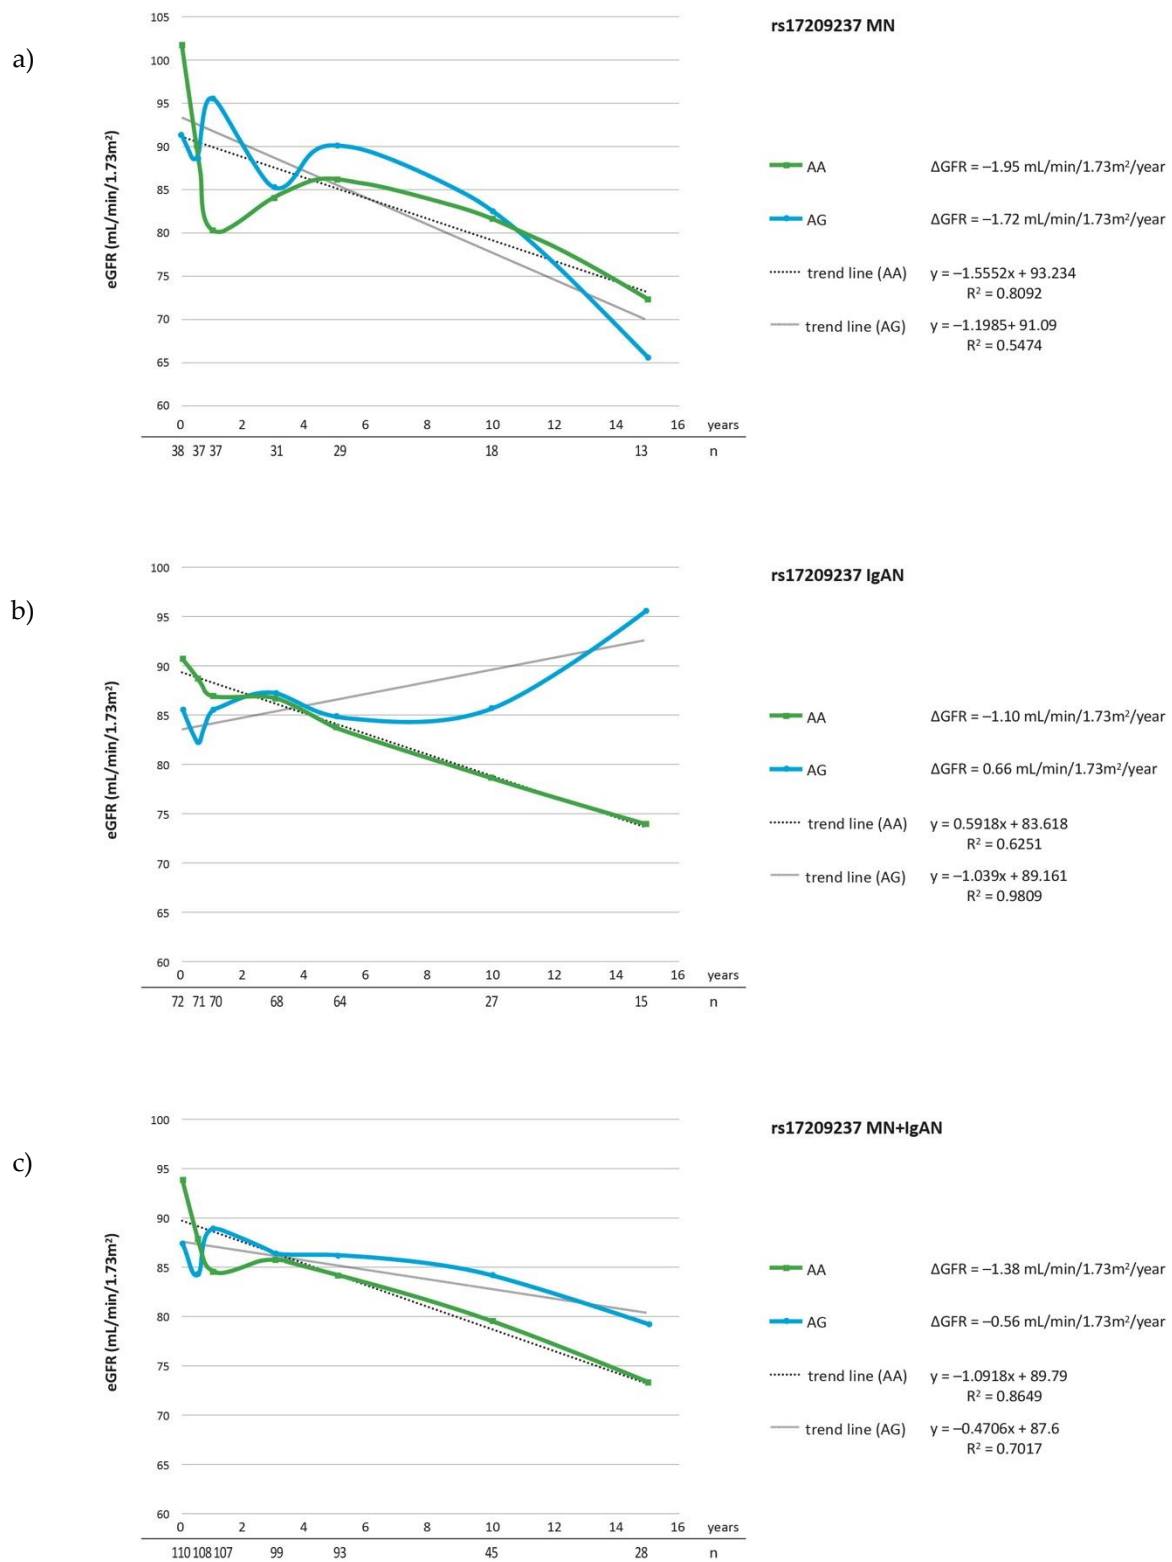 a)
rs17209237 MN
eGFR (mL/min/1.73m²)
105
100
95
90
85
80
75
70
65
60
0 2 4 6 8 10 12 14 16 years
38 37 37 31 29 18 13 n
AA ΔGFR = –1.95 mL/min/1.73m²/year
AG ΔGFR = –1.72 mL/min/1.73m²/year
trend line (AA) y = –1.5552x + 93.234
R² = 0.8092
trend line (AG) y = –1.1985+ 91.09
R² = 0.5474
b)
rs17209237 IgAN
eGFR (mL/min/1.73m²)
100
95
90
85
80
75
70
65
60
0 2 4 6 8 10 12 14 16 years
72 71 70 68 64 27 15 n
AA ΔGFR = –1.10 mL/min/1.73m²/year
AG ΔGFR = 0.66 mL/min/1.73m²/year
trend line (AA) y = 0.5918x + 83.618
R² = 0.6251
trend line (AG) y = –1.039x + 89.161
R² = 0.9809
c)
rs17209237 MN+IgAN
eGFR (mL/min/1.73m²)
100
95
90
85
80
75
70
65
60
0 2 4 6 8 10 12 14 16 years
110 108 107 99 93 45 28 n
AA ΔGFR = –1.38 mL/min/1.73m²/year
AG ΔGFR = –0.56 mL/min/1.73m²/year
trend line (AA) y = –1.0918x + 89.79
R² = 0.8649
trend line (AG) y = –0.4706x + 87.6
R² = 0.7017